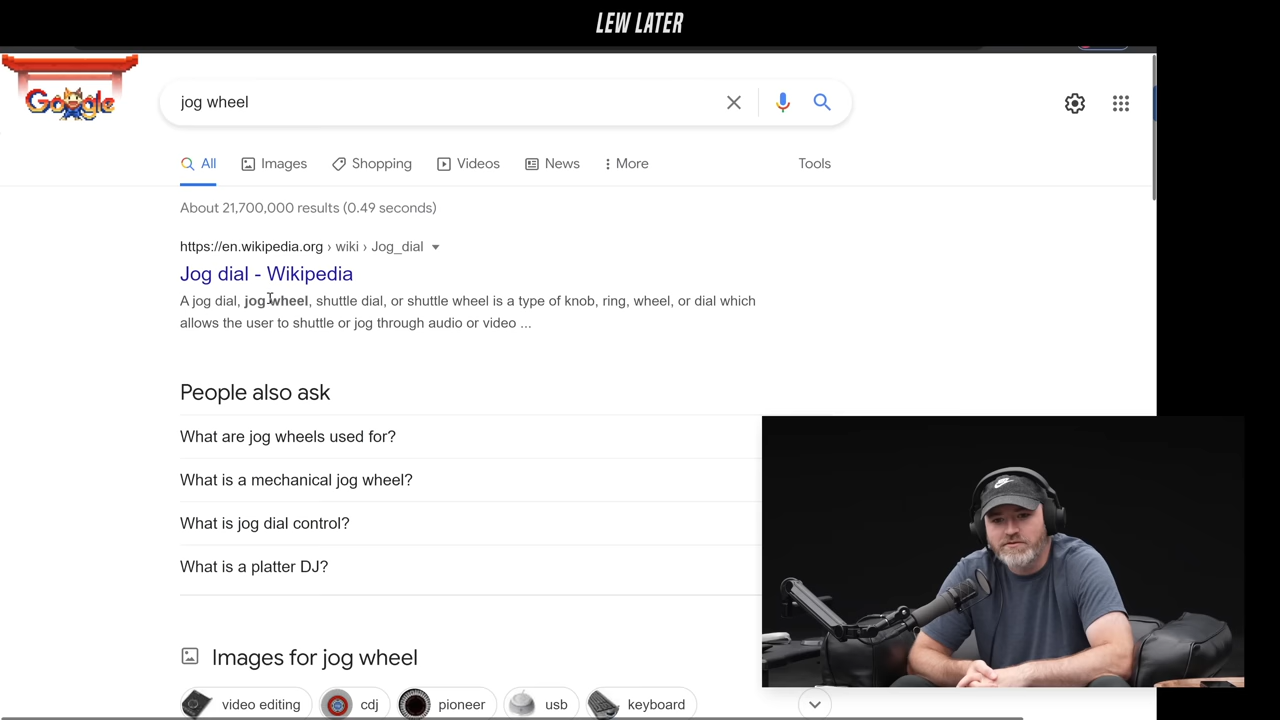 LEW LATER
Google
jog wheel
All Images Shopping Videos News More Tools
About 21,700,000 results (0.49 seconds)
https://en.wikipedia.org › wiki › Jog_dial
Jog dial - Wikipedia
A jog dial, jog wheel, shuttle dial, or shuttle wheel is a type of knob, ring, wheel, or dial which
allows the user to shuttle or jog through audio or video ...
People also ask
What are jog wheels used for?
What is a mechanical jog wheel?
What is jog dial control?
What is a platter DJ?
Images for jog wheel
video editing cdj pioneer usb keyboard